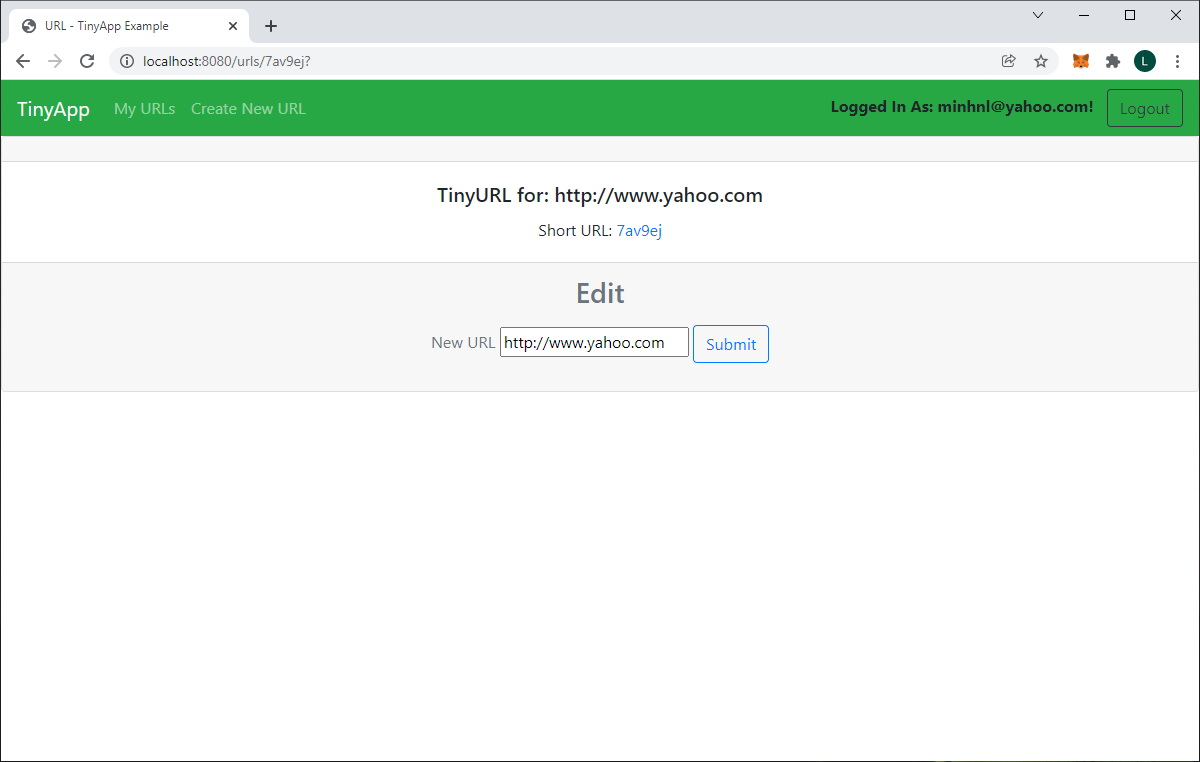 URL - TinyApp Example
localhost:8080/urls/7av9ej?
L
TinyApp My URLs Create New URL Logged In As: minhnl@yahoo.com! Logout
TinyURL for: http://www.yahoo.com
Short URL: 7av9ej
Edit
New URL http://www.yahoo.com Submit